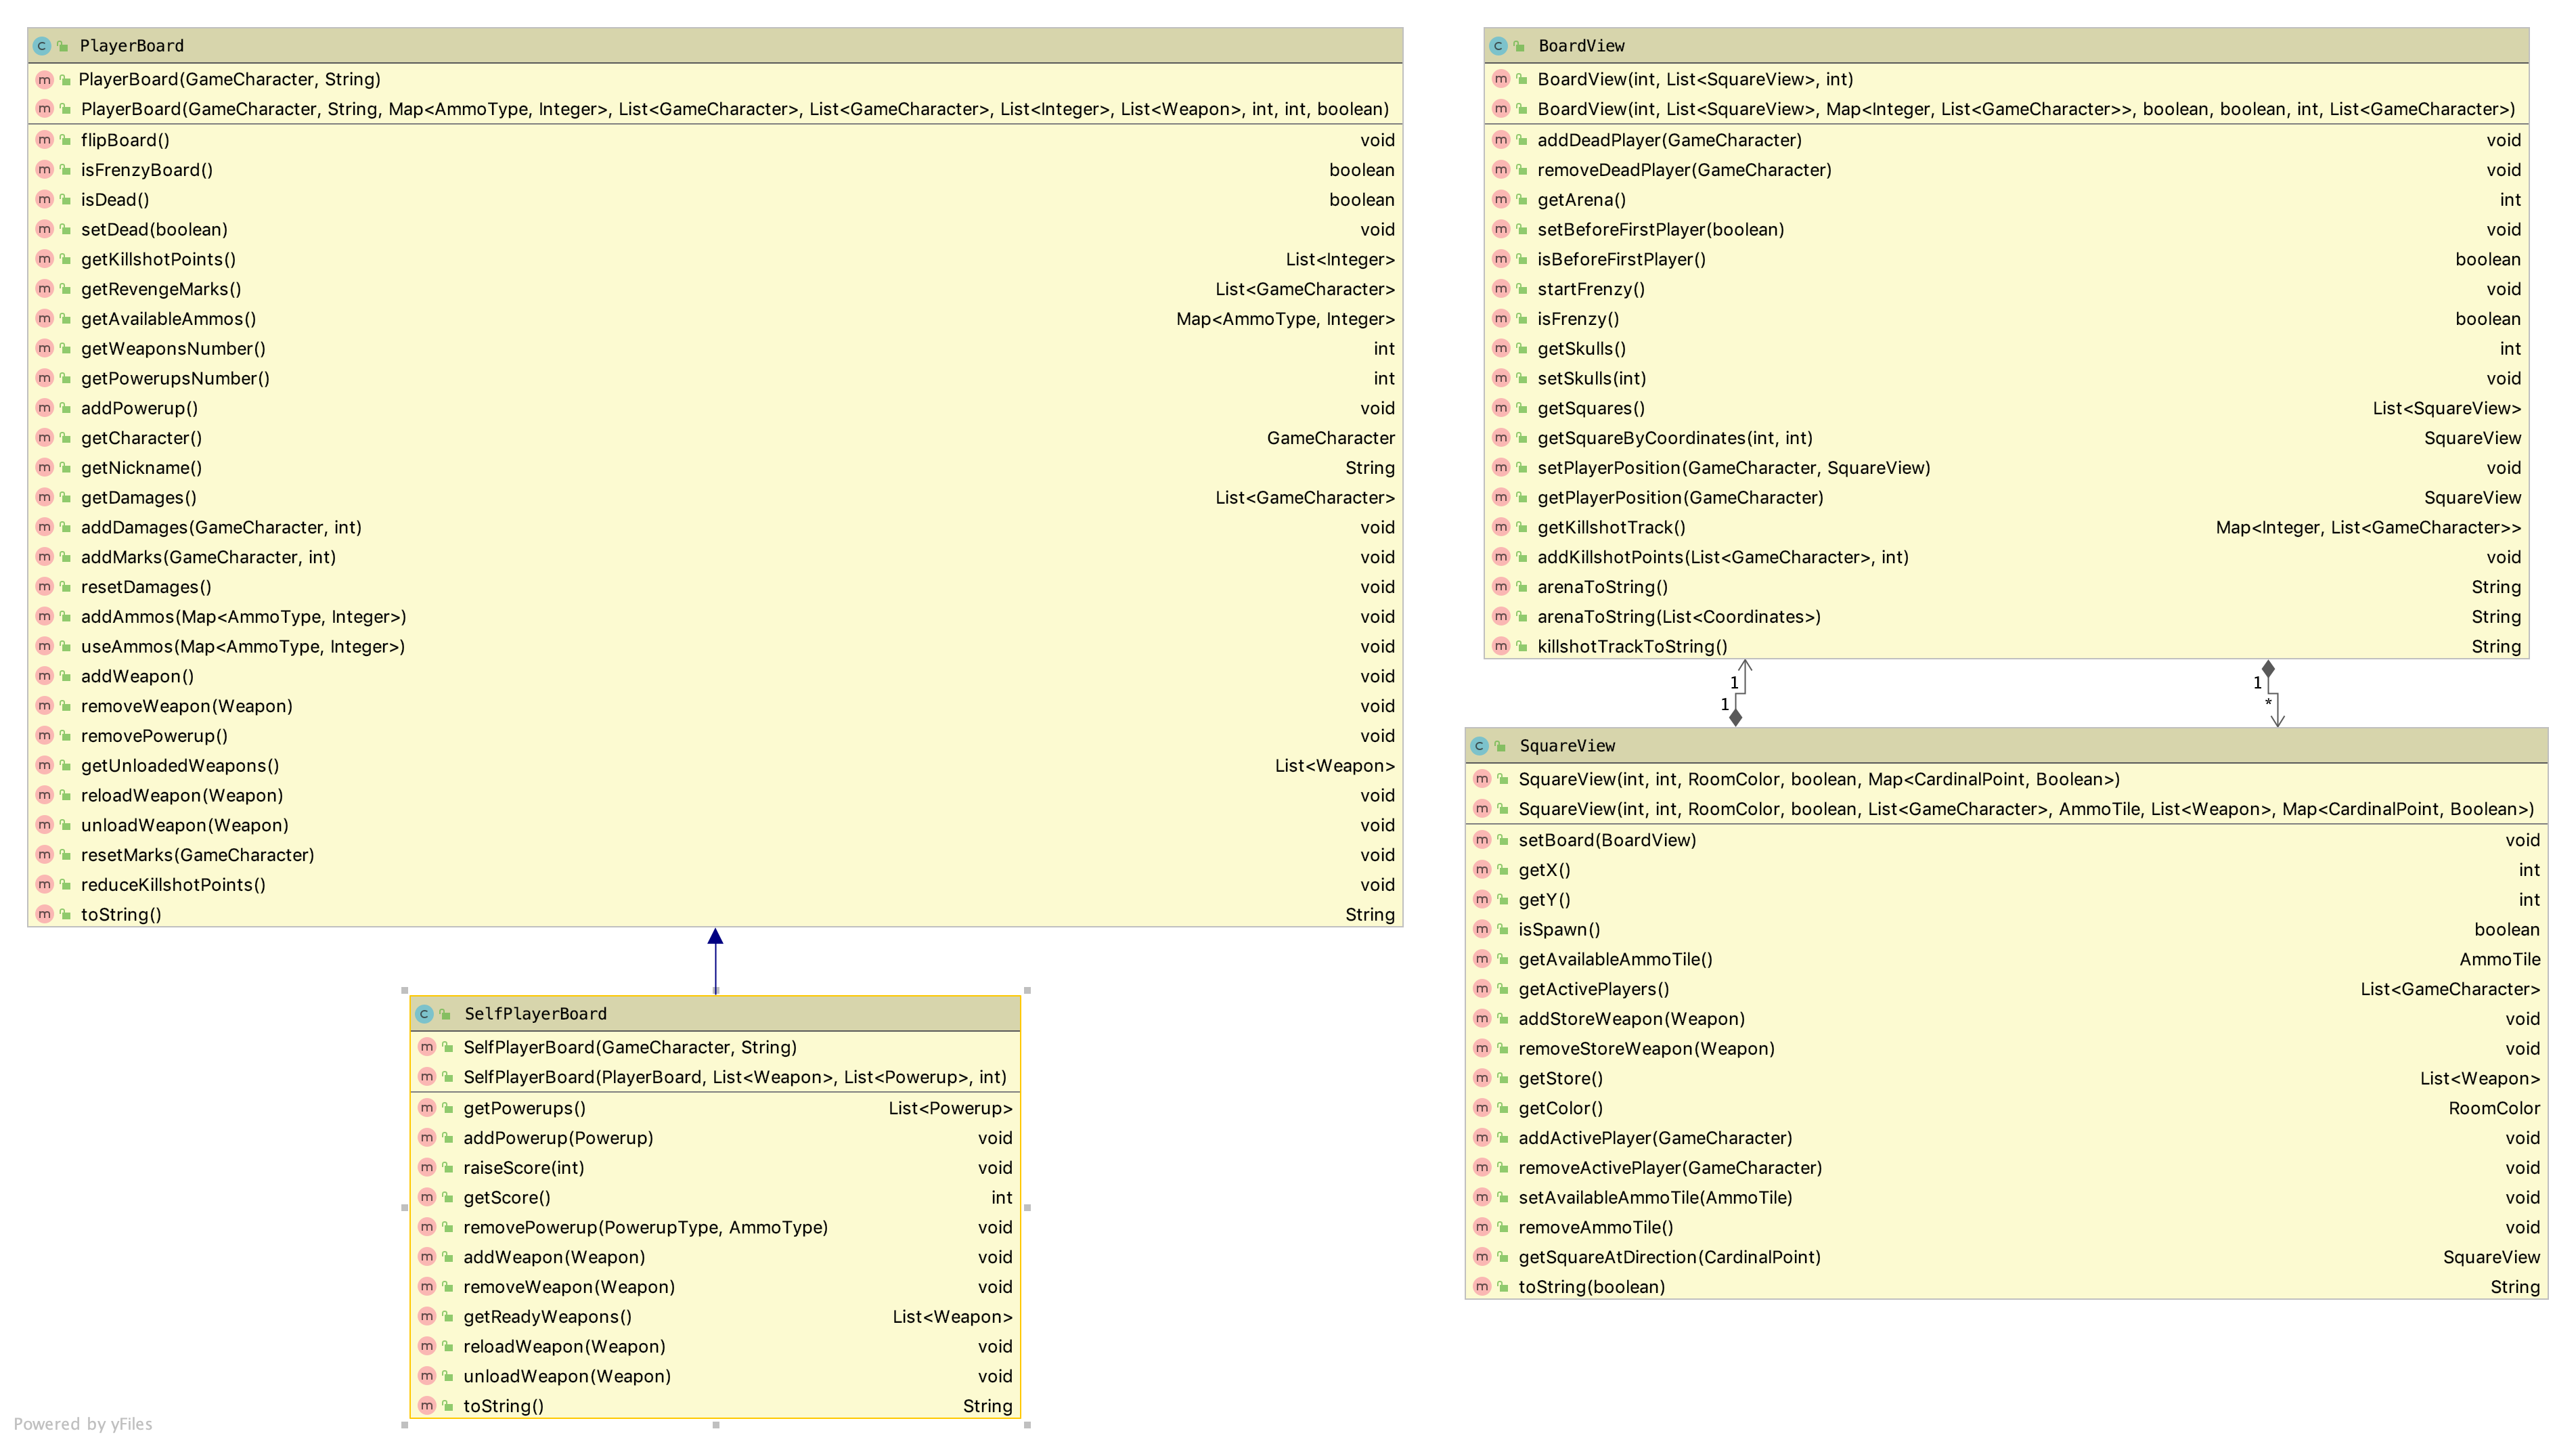 PlayerBoard
PlayerBoard(GameCharacter, String)
PlayerBoard(GameCharacter, String, Map<AmmoType, Integer>, List<GameCharacter>, List<GameCharacter>, List<Integer>, List<Weapon>, int, int, boolean)
flipBoard() void
isFrenzyBoard() boolean
isDead() boolean
setDead(boolean) void
getKillshotPoints() List<Integer>
getRevengeMarks() List<GameCharacter>
getAvailableAmmos() Map<AmmoType, Integer>
getWeaponsNumber() int
getPowerupsNumber() int
addPowerup() void
getCharacter() GameCharacter
getNickname() String
getDamages() List<GameCharacter>
addDamages(GameCharacter, int) void
addMarks(GameCharacter, int) void
resetDamages() void
addAmmos(Map<AmmoType, Integer>) void
useAmmos(Map<AmmoType, Integer>) void
addWeapon() void
removeWeapon(Weapon) void
removePowerup() void
getUnloadedWeapons() List<Weapon>
reloadWeapon(Weapon) void
unloadWeapon(Weapon) void
resetMarks(GameCharacter) void
reduceKillshotPoints() void
toString() String
SelfPlayerBoard
SelfPlayerBoard(GameCharacter, String)
SelfPlayerBoard(PlayerBoard, List<Weapon>, List<Powerup>, int)
getPowerups() List<Powerup>
addPowerup(Powerup) void
raiseScore(int) void
getScore() int
removePowerup(PowerupType, AmmoType) void
addWeapon(Weapon) void
removeWeapon(Weapon) void
getReadyWeapons() List<Weapon>
reloadWeapon(Weapon) void
unloadWeapon(Weapon) void
toString() String
BoardView
BoardView(int, List<SquareView>, int)
BoardView(int, List<SquareView>, Map<Integer, List<GameCharacter>>, boolean, boolean, int, List<GameCharacter>)
addDeadPlayer(GameCharacter) void
removeDeadPlayer(GameCharacter) void
getArena() int
setBeforeFirstPlayer(boolean) void
isBeforeFirstPlayer() boolean
startFrenzy() void
isFrenzy() boolean
getSkulls() int
setSkulls(int) void
getSquares() List<SquareView>
getSquareByCoordinates(int, int) SquareView
setPlayerPosition(GameCharacter, SquareView) void
getPlayerPosition(GameCharacter) SquareView
getKillshotTrack() Map<Integer, List<GameCharacter>>
addKillshotPoints(List<GameCharacter>, int) void
arenaToString() String
arenaToString(List<Coordinates>) String
killshotTrackToString() String
1 1
1 *
SquareView
SquareView(int, int, RoomColor, boolean, Map<CardinalPoint, Boolean>)
SquareView(int, int, RoomColor, boolean, List<GameCharacter>, AmmoTile, List<Weapon>, Map<CardinalPoint, Boolean>)
setBoard(BoardView) void
getX() int
getY() int
isSpawn() boolean
getAvailableAmmoTile() AmmoTile
getActivePlayers() List<GameCharacter>
addStoreWeapon(Weapon) void
removeStoreWeapon(Weapon) void
getStore() List<Weapon>
getColor() RoomColor
addActivePlayer(GameCharacter) void
removeActivePlayer(GameCharacter) void
setAvailableAmmoTile(AmmoTile) void
removeAmmoTile() void
getSquareAtDirection(CardinalPoint) SquareView
toString(boolean) String
Powered by yFiles